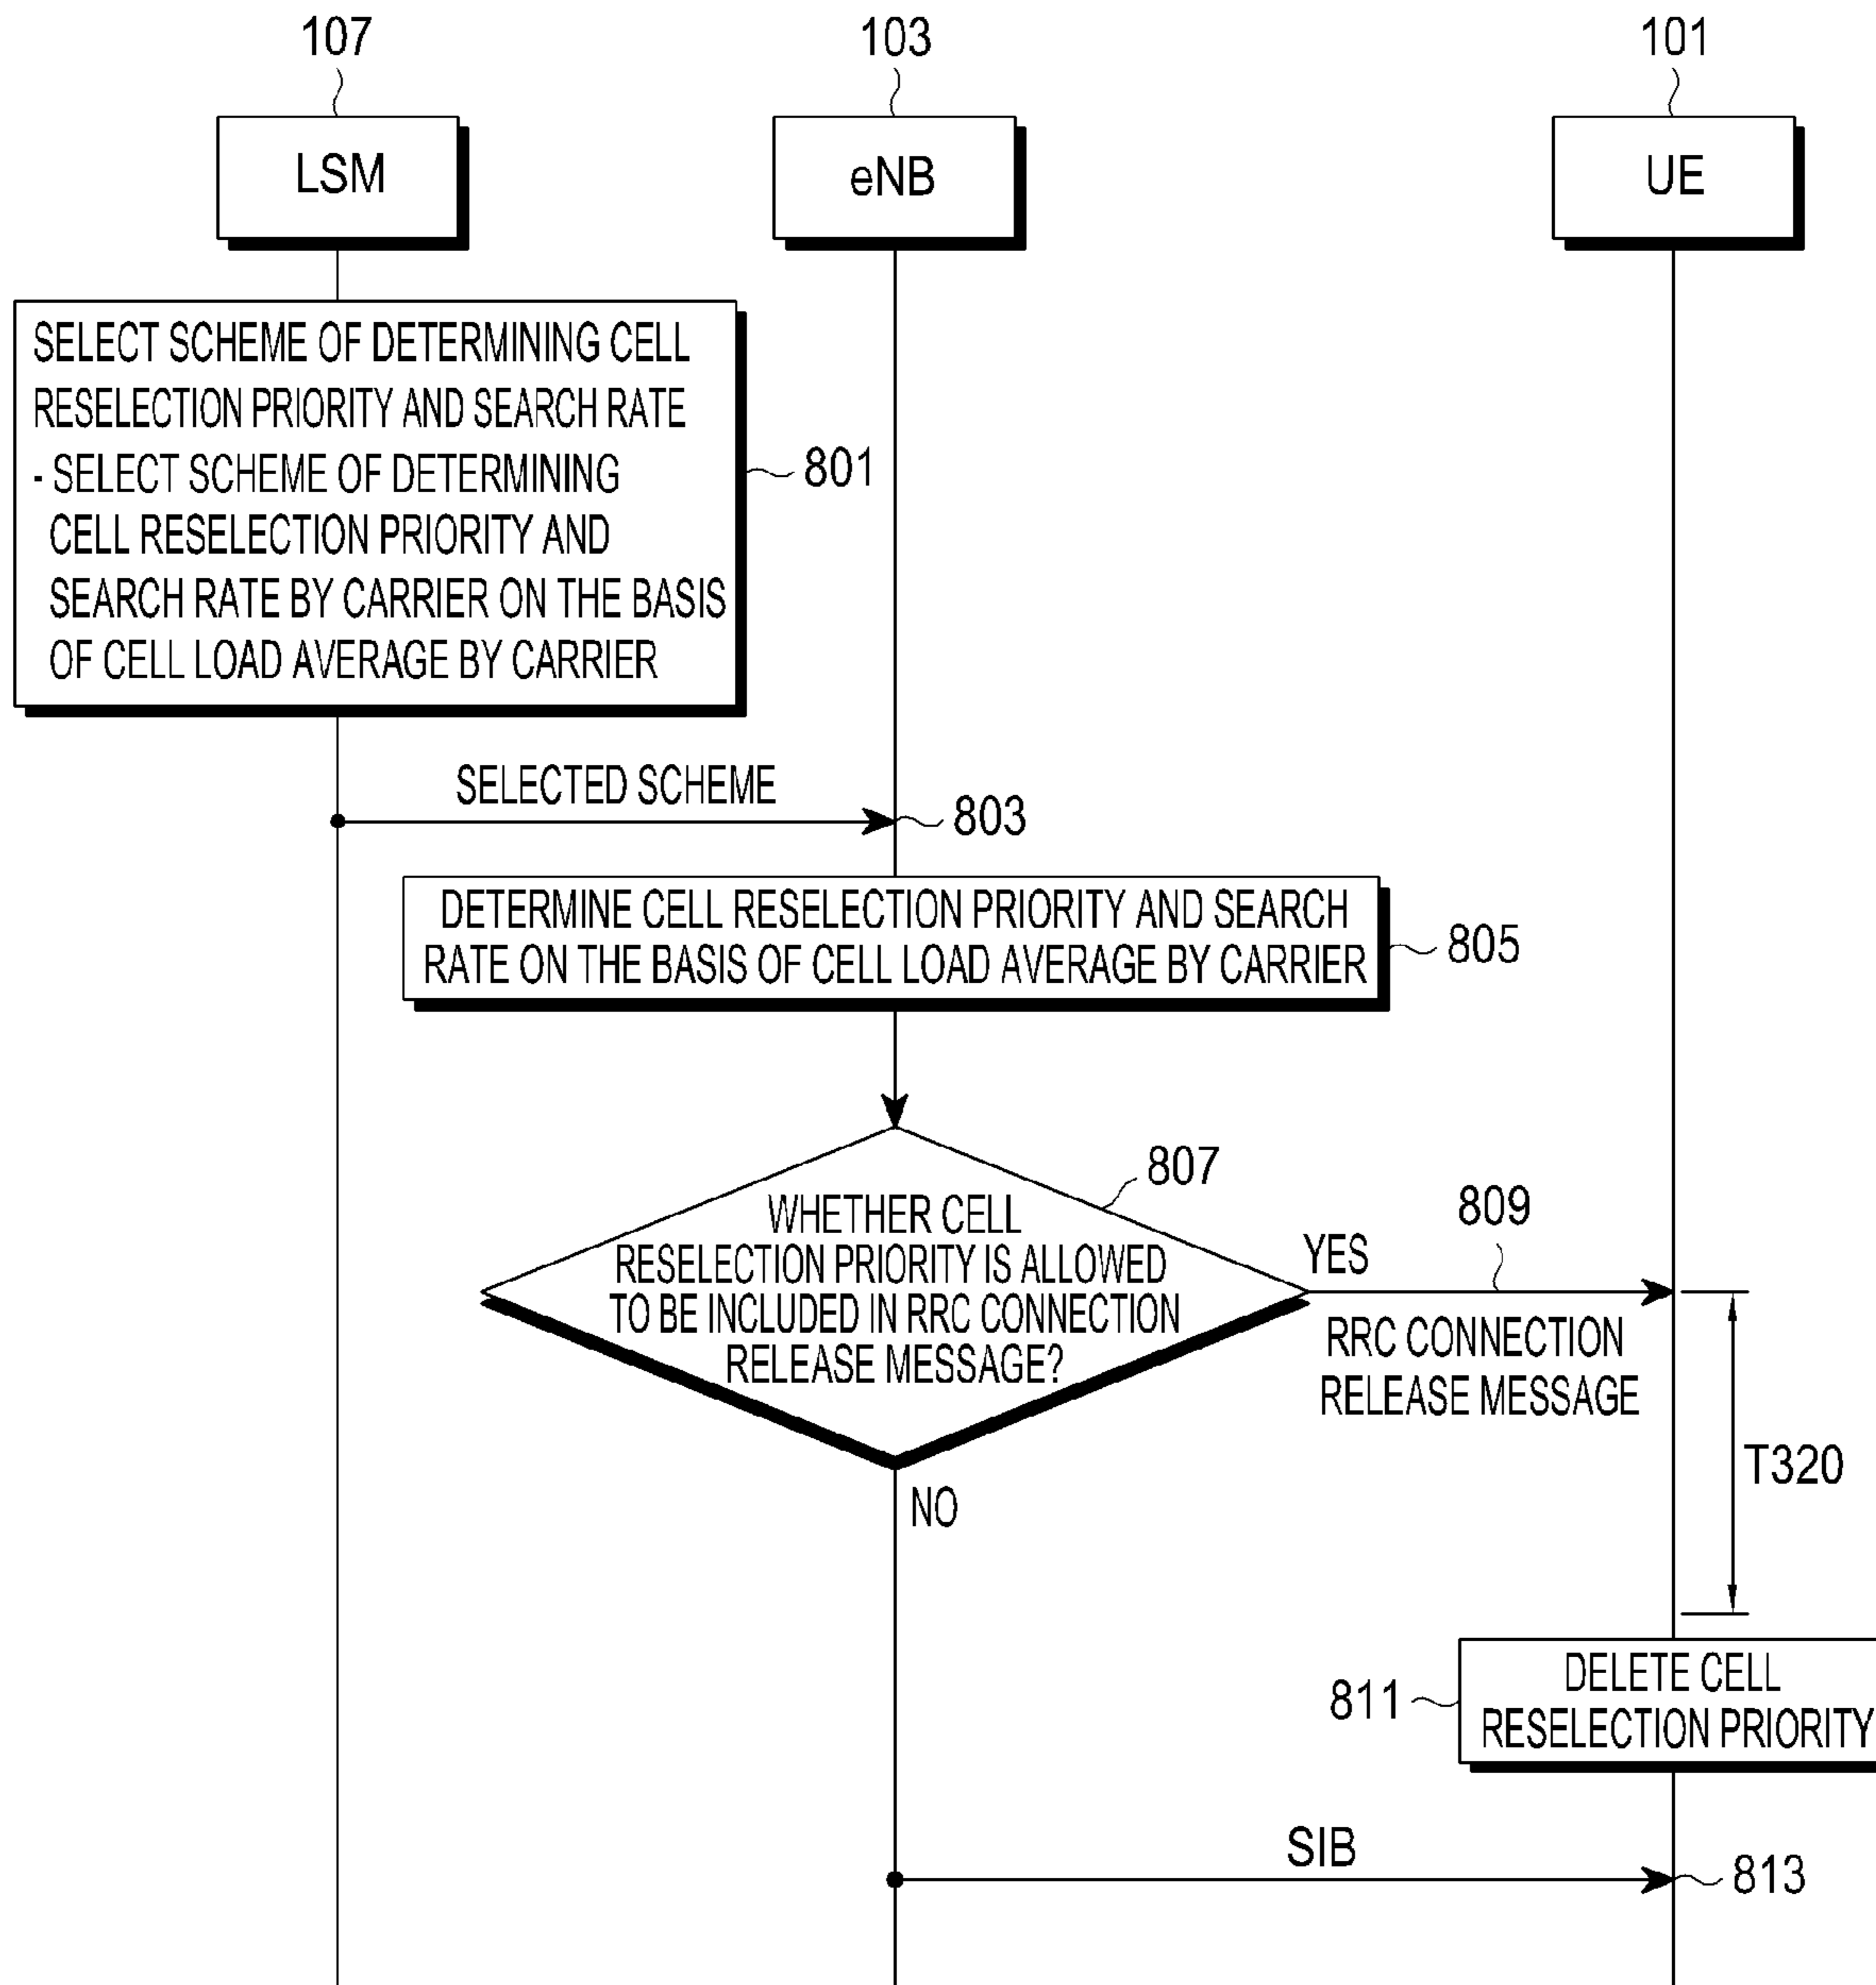 107
103
101
LSM
eNB
UE
SELECT SCHEME OF DETERMINING CELL
RESELECTION PRIORITY AND SEARCH RATE
- SELECT SCHEME OF DETERMINING
CELL RESELECTION PRIORITY AND
SEARCH RATE BY CARRIER ON THE BASIS
OF CELL LOAD AVERAGE BY CARRIER
801
SELECTED SCHEME
803
DETERMINE CELL RESELECTION PRIORITY AND SEARCH
RATE ON THE BASIS OF CELL LOAD AVERAGE BY CARRIER
805
807
WHETHER CELL
RESELECTION PRIORITY IS ALLOWED
TO BE INCLUDED IN RRC CONNECTION
RELEASE MESSAGE?
YES
809
RRC CONNECTION
RELEASE MESSAGE
T320
NO
811
DELETE CELL
RESELECTION PRIORITY
SIB
813